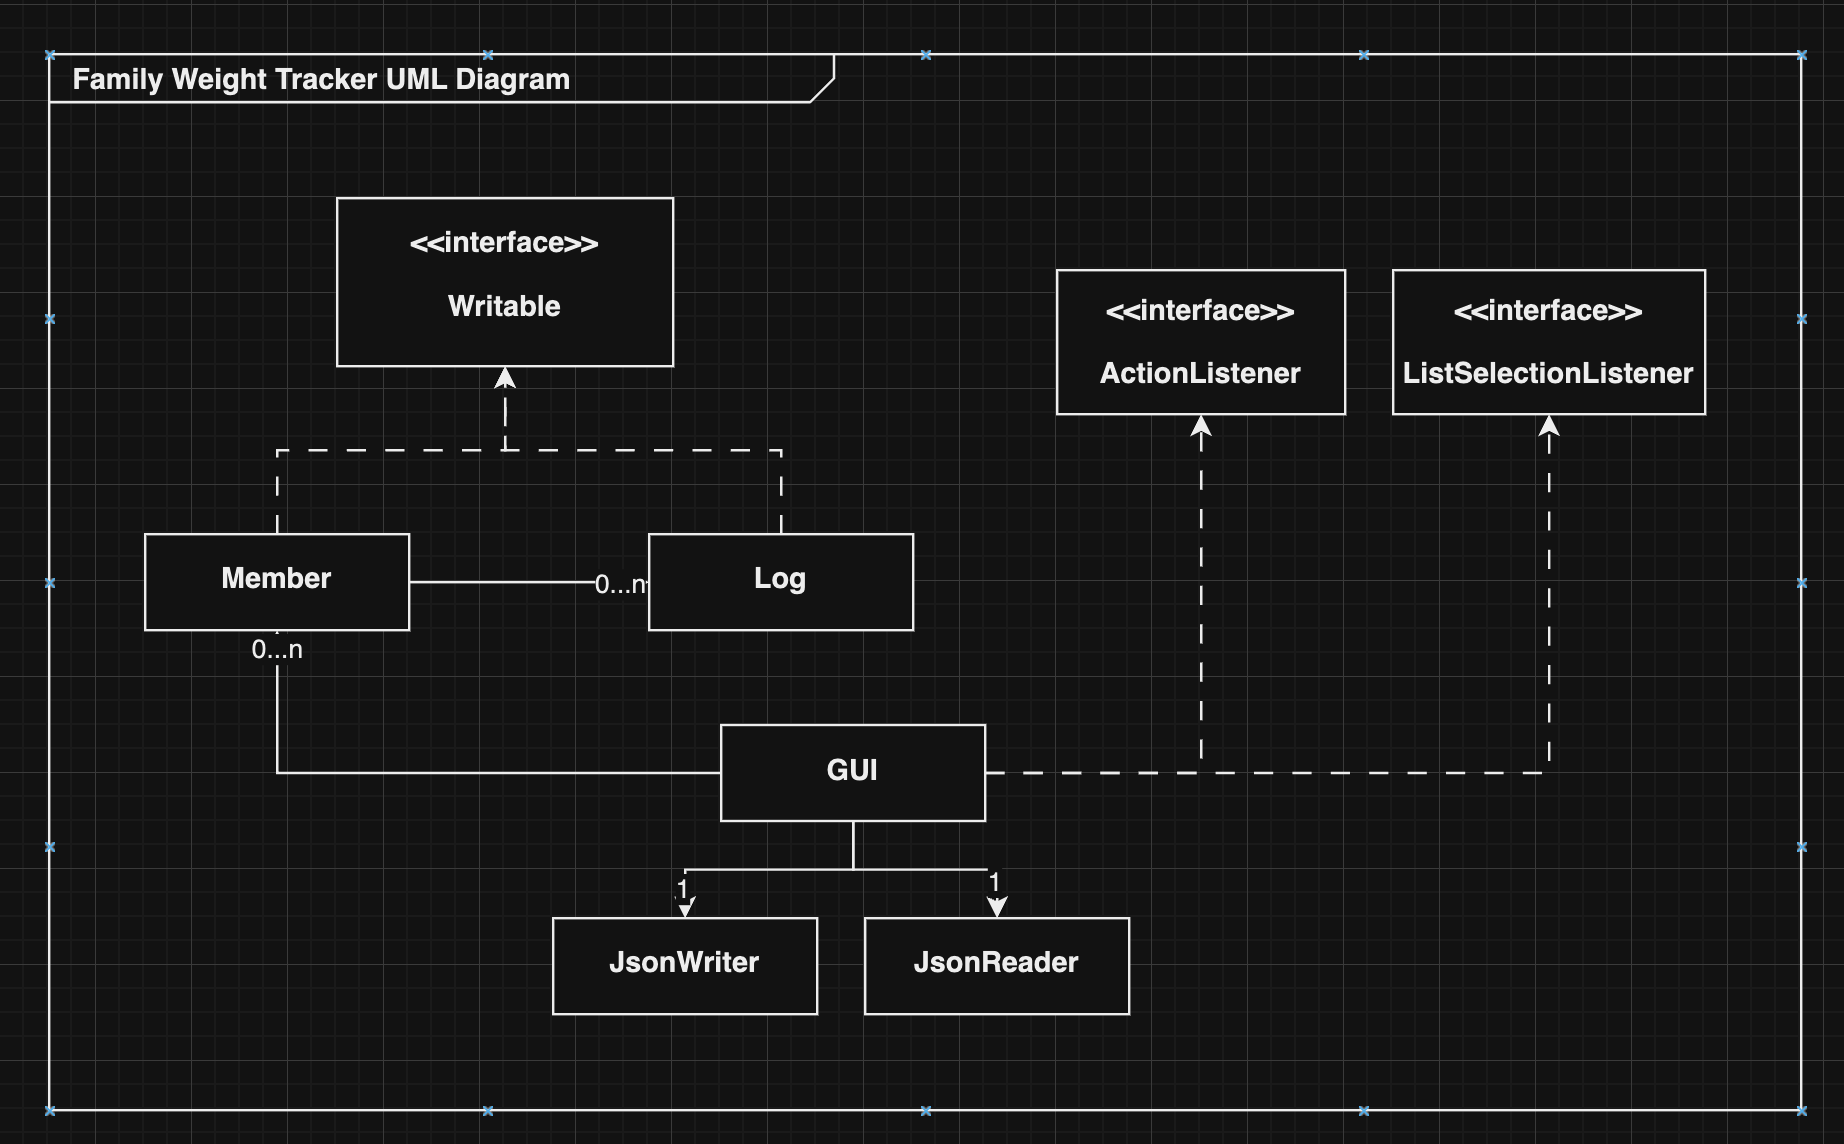 Family Weight Tracker UML Diagram
<<interface>>
Writable
<<interface>>
ActionListener
<<interface>>
ListSelectionListener
Member
0...n
Log
0...n
GUI
1
1
JsonWriter
JsonReader